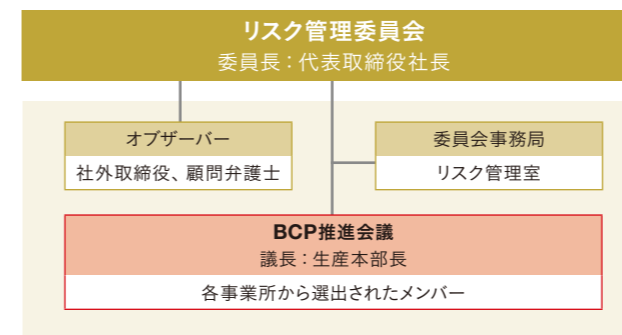 リスク管理委員会
委員長：代表取締役社長
オブザーバー
社外取締役、顧問弁護士
委員会事務局
リスク管理室
BCP推進会議
議長：生産本部長
各事業所から選出されたメンバー